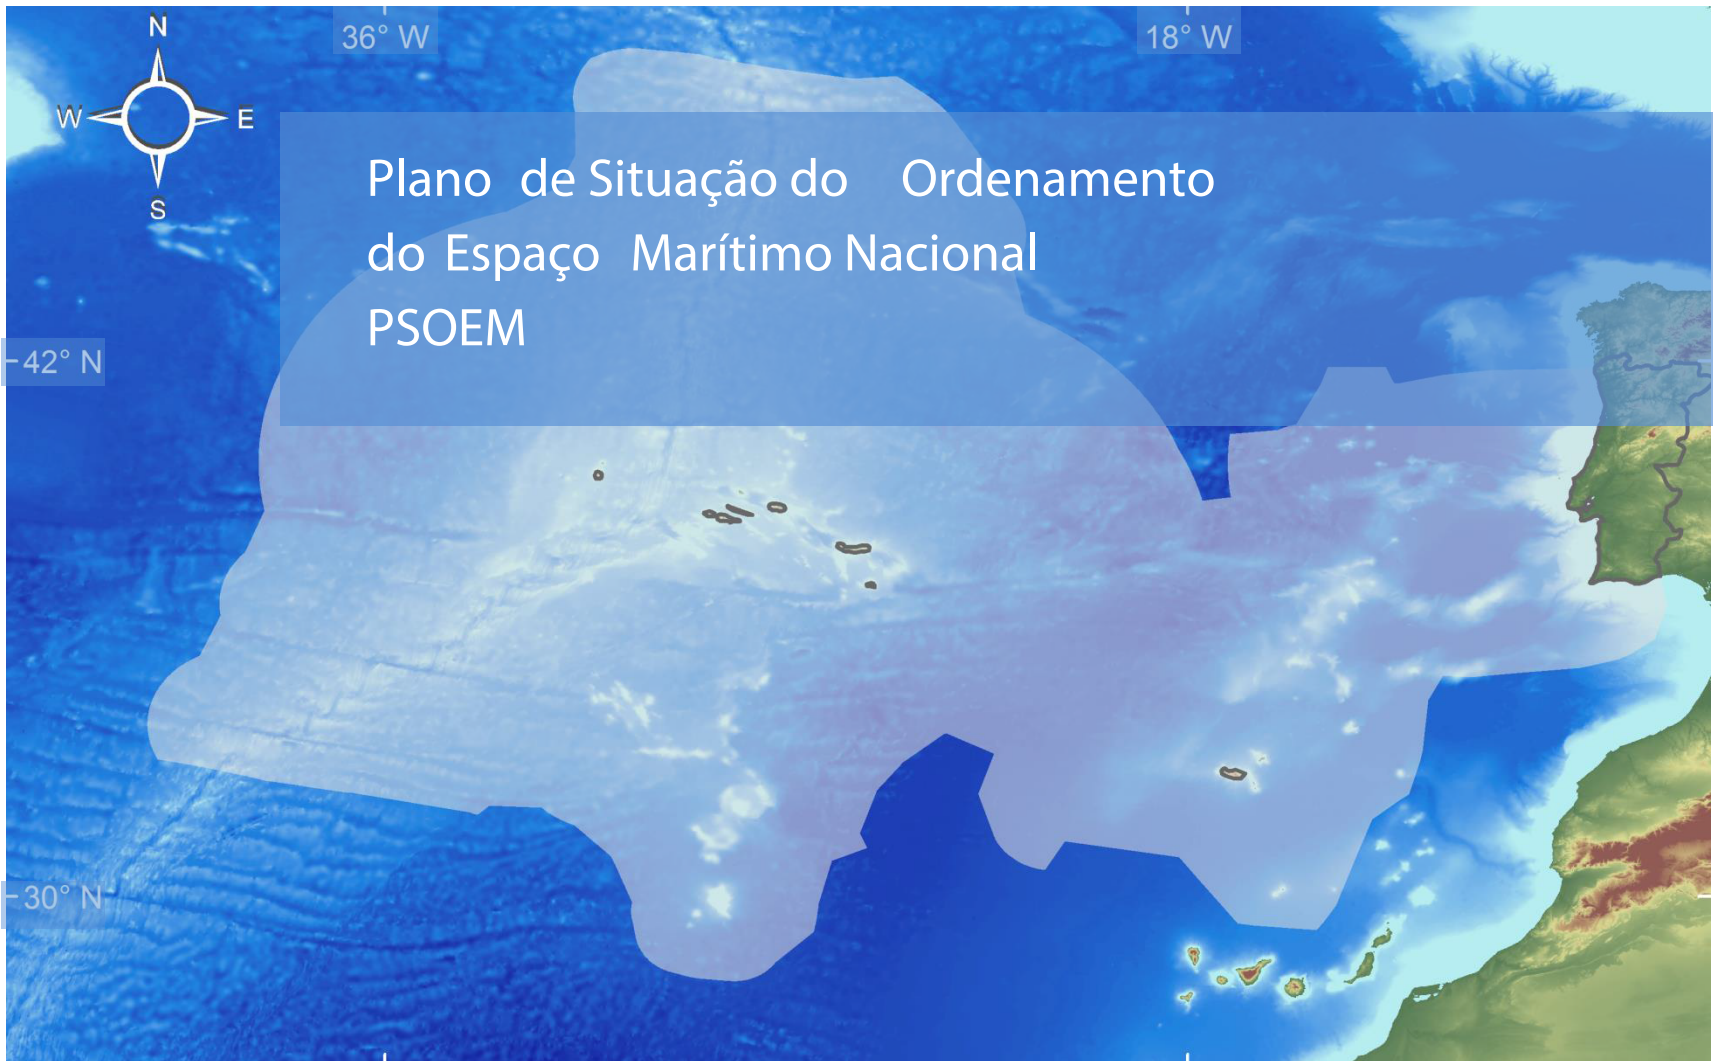 N
36° W
18° W
W
E
S
Plano de Situação do Ordenamento
do Espaço Marítimo Nacional
PSOEM
42° N
30° N